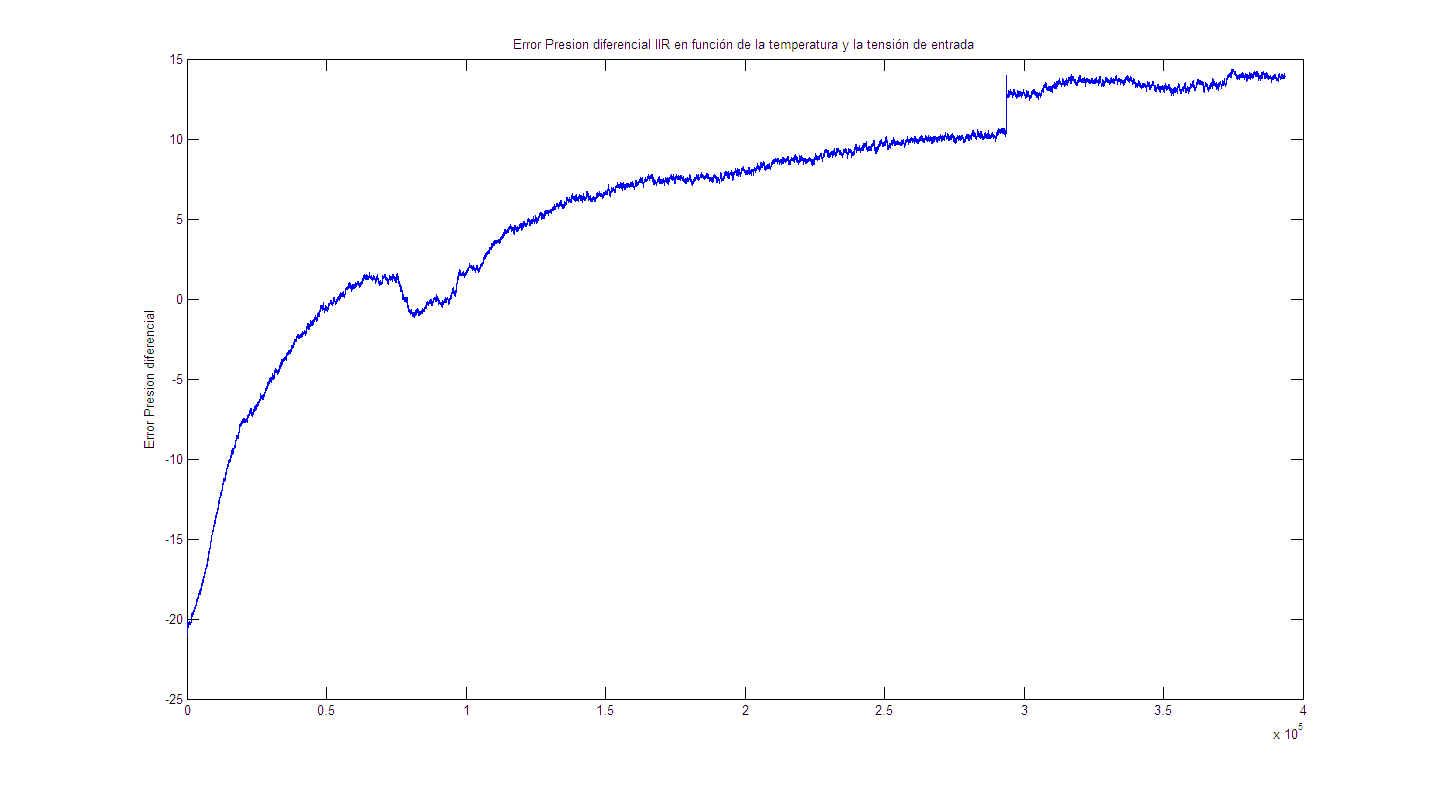 Error Presion diferencial IIR en función de la temperatura y la tensión de entrada
Error Presion diferencial
15
10
5
0
-5
-10
-15
-20
-25
0 0.5 1 1.5 2 2.5 3 3.5 4
x 10^5